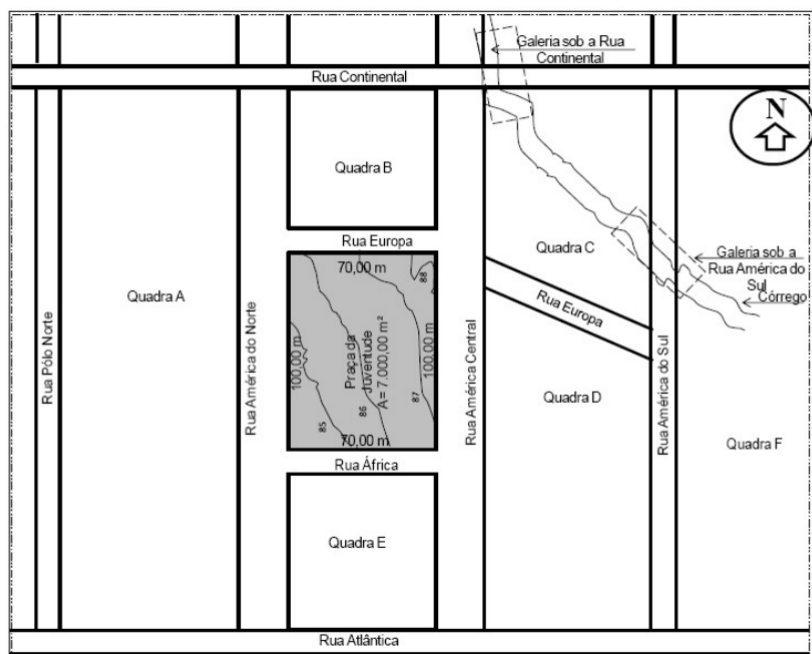 Galeria sob a Rua
Continental
Rua Continental
N
Quadra B
Rua Europa
70,00 m
88
Quadra C
Galeria sob a
Rua América do
Sul
Córrego
Quadra A
Rua Europa
Rua Pólo Norte
Rua América do Norte
100,00 m
Praça da
Juventude
A= 7.000,00 m²
100,00 m
85
86
87
70,00 m
Rua América Central
Quadra D
Rua América do Sul
Quadra F
Rua África
Quadra E
Rua Atlântica